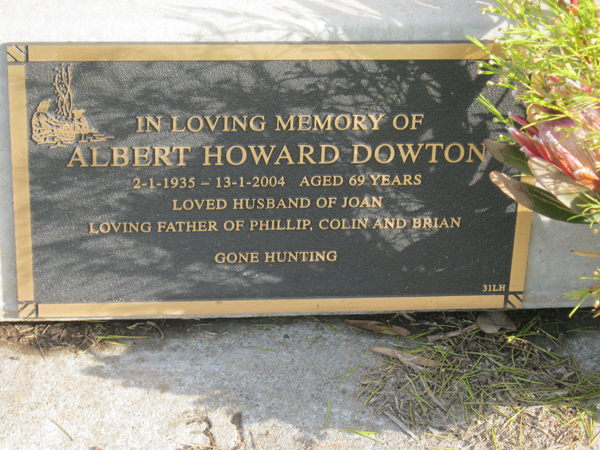 IN LOVING MEMORY OF
ALBERT HOWARD DOWTON
2-1-1935 – 13-1-2004 AGED 69 YEARS
LOVED HUSBAND OF JOAN
LOVING FATHER OF PHILLIP, COLIN AND BRIAN
GONE HUNTING
31LH